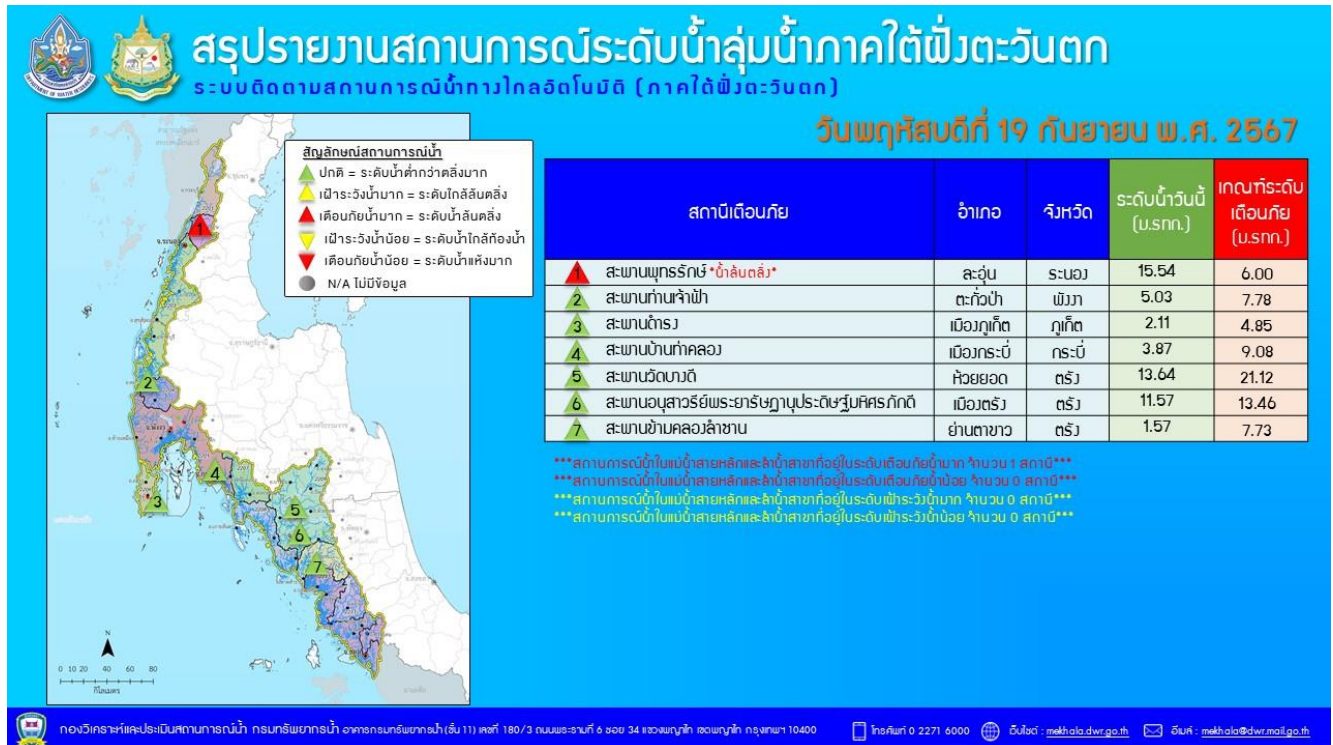 สรุปรายงานสถานการณ์ระดับน้ำลุ่มน้ำภาคใต้ฝั่งตะวันตก
ระบบติดตามสถานการณ์น้ำทางไกลอัตโนมัติ (ภาคใต้ฝั่งตะวันตก)
วันพฤหัสบดีที่ 19 กันยายน พ.ศ. 2567
สัญลักษณ์สถานการณ์น้ำ
ปกติ = ระดับน้ำต่ำกว่าตลิ่งมาก
เฝ้าระวังน้ำมาก = ระดับใกล้ล้นตลิ่ง
เตือนภัยน้ำมาก = ระดับน้ำล้นตลิ่ง
เฝ้าระวังน้ำน้อย = ระดับน้ำใกล้ท้องน้ำ
เตือนภัยน้ำน้อย = ระดับน้ำแห้งมาก
N/A ไม่มีข้อมูล
1
2
3
4
5
6
7
N
0 10 20 40 60 80
กิโลเมตร
สถานีเตือนภัย อำเภอ จังหวัด ระดับน้ำวันนี้ (ม.รทก.) เกณฑ์ระดับเตือนภัย (ม.รทก.)
1 สะพานพุทธรักษ์ *น้ำล้นตลิ่ง* ละอุ่น ระนอง 15.54 6.00
2 สะพานท่านเจ้าฟ้า ตะกั่วป่า พังงา 5.03 7.78
3 สะพานดำรง เมืองภูเก็ต ภูเก็ต 2.11 4.85
4 สะพานบ้านท่าคลอง เมืองกระบี่ กระบี่ 3.87 9.08
5 สะพานวัดบางดี ห้วยยอด ตรัง 13.64 21.12
6 สะพานอนุสาวรีย์พระยารัษฎานุประดิษฐ์มหิศรภักดี เมืองตรัง ตรัง 11.57 13.46
7 สะพานข้ามคลองลำชาน ย่านตาขาว ตรัง 1.57 7.73
***สถานการณ์น้ำในแม่น้ำสายหลักและลำน้ำสาขาที่อยู่ในระดับเตือนภัยน้ำมาก จำนวน 1 สถานี***
***สถานการณ์น้ำในแม่น้ำสายหลักและลำน้ำสาขาที่อยู่ในระดับเตือนภัยน้ำน้อย จำนวน 0 สถานี***
***สถานการณ์น้ำในแม่น้ำสายหลักและลำน้ำสาขาที่อยู่ในระดับเฝ้าระวังน้ำมาก จำนวน 0 สถานี***
***สถานการณ์น้ำในแม่น้ำสายหลักและลำน้ำสาขาที่อยู่ในระดับเฝ้าระวังน้ำน้อย จำนวน 0 สถานี***
กองวิเคราะห์และประเมินสถานการณ์น้ำ กรมทรัพยากรน้ำ อาคารกรมทรัพยากรน้ำ (ชั้น 11) เลขที่ 180/3 ถนนพระรามที่ 6 ซอย 34 แขวงพญาไท เขตพญาไท กรุงเทพฯ 10400 โทรศัพท์ 0 2271 6000 เว็บไซต์ : mekhala.dwr.go.th อีเมล์ : mekhala@dwr.mail.go.th